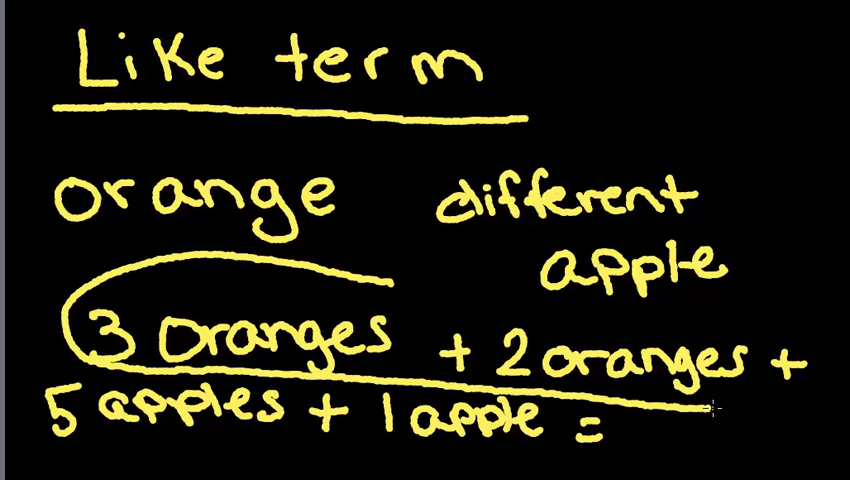 Like term
orange different
apple
3 oranges + 2 oranges +
5 apples + 1 apple =